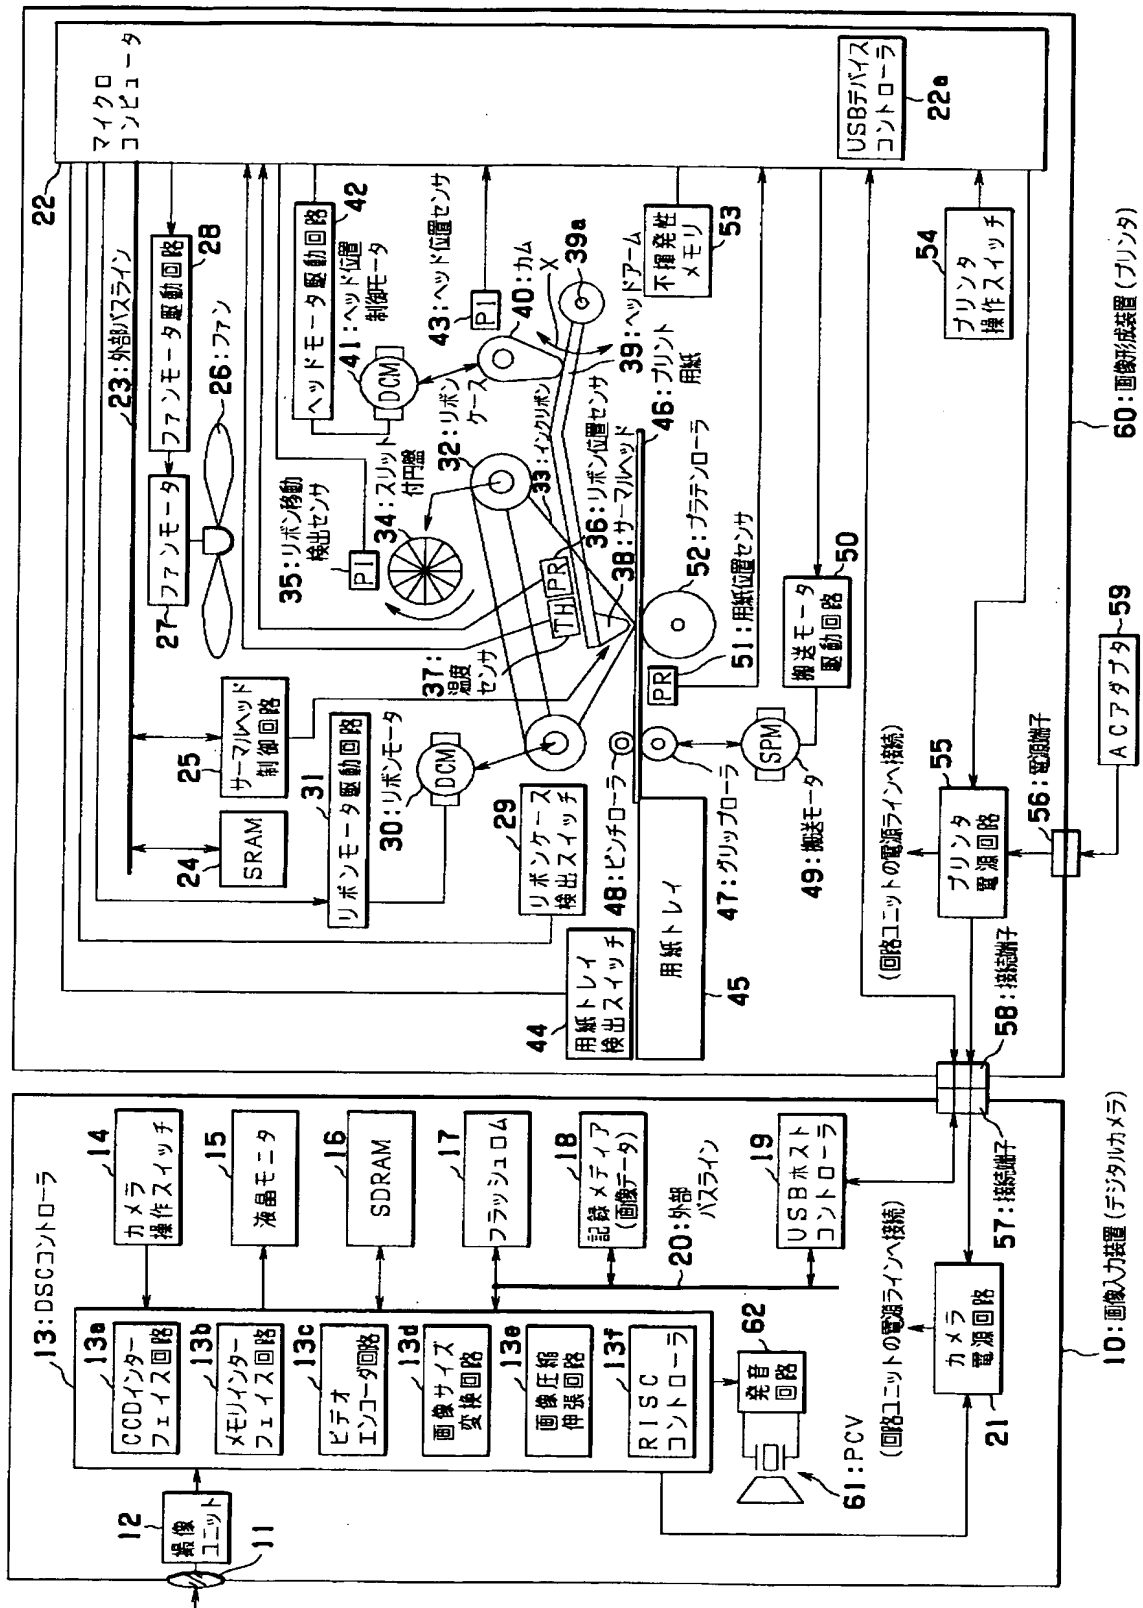 10：画像入力装置（デジタルカメラ）
11
12
撮像
ユニット
13：DSCコントローラ
13a
CCDインター
フェイス回路
13b
メモリインター
フェイス回路
13c
ビデオ
エンコーダ回路
13d
画像サイズ
変換回路
13e
画像圧縮
伸張回路
13f
RISC
コントローラ
14
カメラ
操作スイッチ
15
液晶モニタ
16
SDRAM
17
フラッシュロム
18
記録メディア
（画像データ）
20：外部
バスライン
19
USBホスト
コントローラ
62
発音
回路
61：PCV
（回路ユニットの電源ラインへ接続）
21
カメラ
電源回路
57：接続端子
58：接続端子
60：画像形成装置（プリンタ）
22
マイクロ
コンピュータ
22a
USBデバイス
コントローラ
23：外部バスライン
24
SRAM
25
サーマルヘッド
制御回路
26：ファン
27
ファンモータ
28
ファンモータ駆動回路
29
リボンケース
検出スイッチ
30：リボンモータ
DCM
31
リボンモータ駆動回路
32：リボン
ケース
33：インクリボン
34：スリット
付円盤
35：リボン移動
検出センサ
PI
36：リボン位置センサ
PR
37：
温度
センサ
TH
38：サーマルヘッド
39：ヘッドアーム
39a
X
40：カム
41：ヘッド位置
制御モータ
DCM
42
ヘッドモータ駆動回路
43：ヘッド位置センサ
PI
44
用紙トレイ
検出スイッチ
45
用紙トレイ
46：プリント
用紙
47：グリップローラ
48：ピンチローラ
49：搬送モータ
SPM
50
搬送モータ
駆動回路
51：用紙位置センサ
PR
52：プラテンローラ
53
不揮発性
メモリ
54
プリンタ
操作スイッチ
（回路ユニットの電源ラインへ接続）
55
プリンタ
電源回路
56：電源端子
59
ACアダプタ